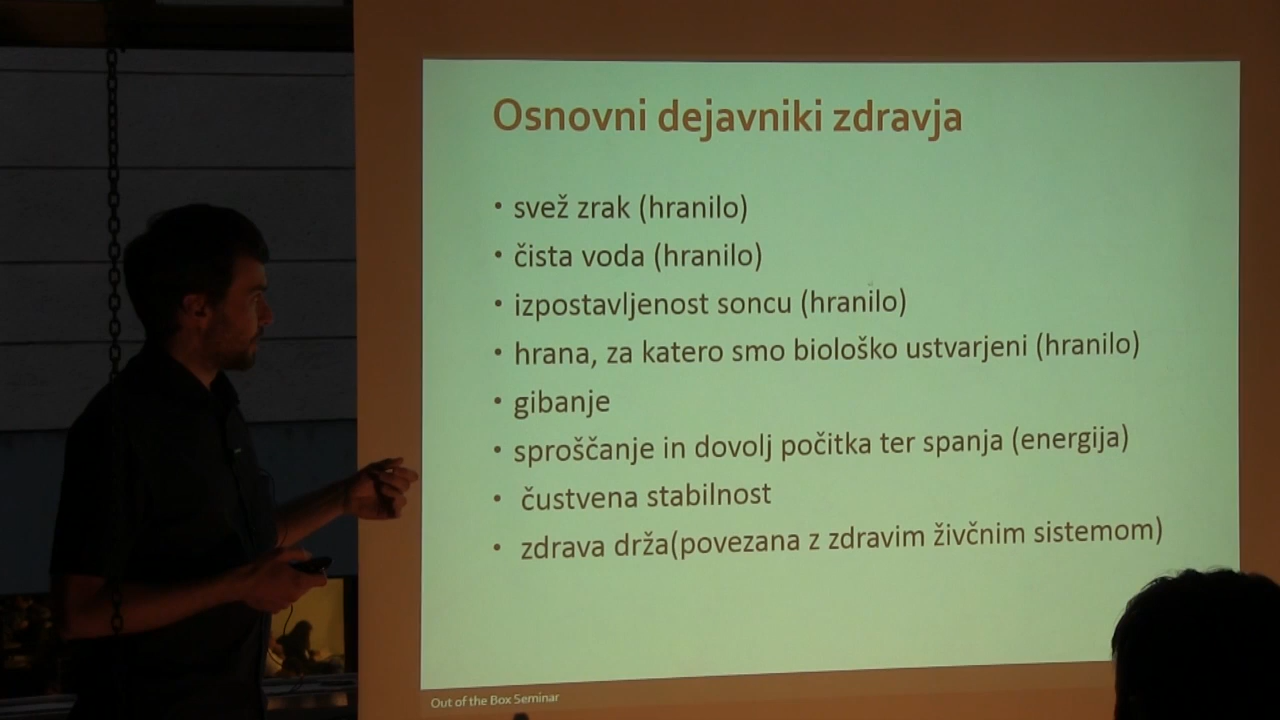 Osnovni dejavniki zdravja
• svež zrak (hranilo)
• čista voda (hranilo)
• izpostavljenost soncu (hranilo)
• hrana, za katero smo biološko ustvarjeni (hranilo)
• gibanje
• sproščanje in dovolj počitka ter spanja (energija)
• čustvena stabilnost
• zdrava drža(povezana z zdravim živčnim sistemom)
Out of the Box Seminar